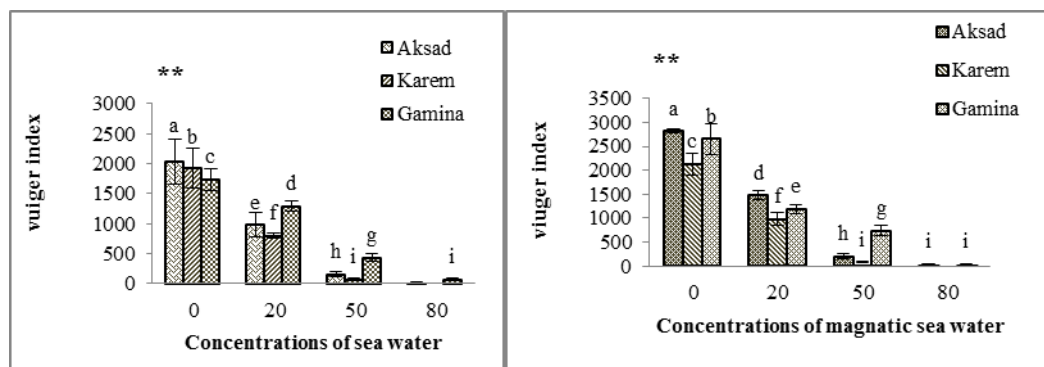 Aksad
Karem
Gamina
**
vuiger index
3000
2500
2000
1500
1000
500
0
a
b
c
e
f
d
h
i
g
i
0
20
50
80
Concentrations of sea water
Aksad
Karem
Gamina
**
viuger index
3500
3000
2500
2000
1500
1000
500
0
a
c
b
d
f
e
h
i
g
i
i
0
20
50
80
Concentrations of magnatic sea water